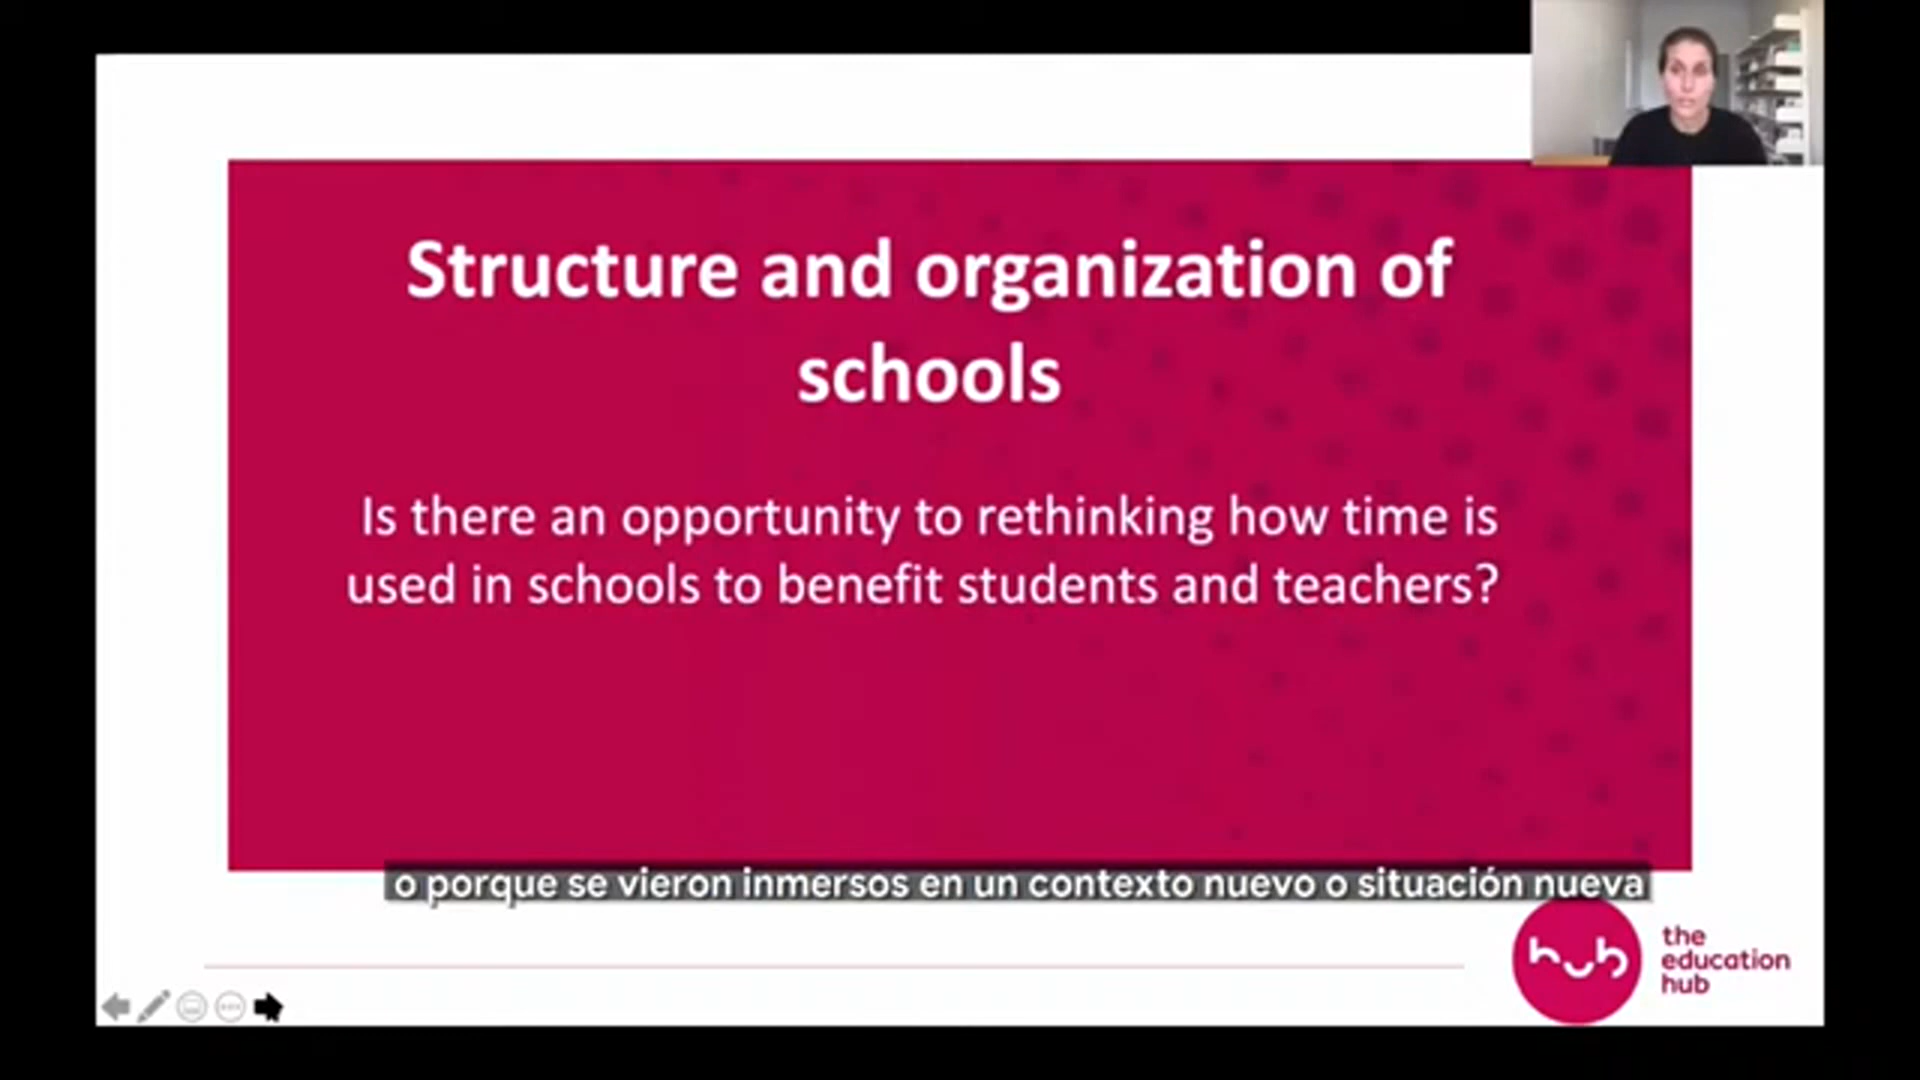 Structure and organization of
schools
Is there an opportunity to rethinking how time is
used in schools to benefit students and teachers?
o porque se vieron inmersos en un contexto nuevo o situación nueva
hub
the
education
hub